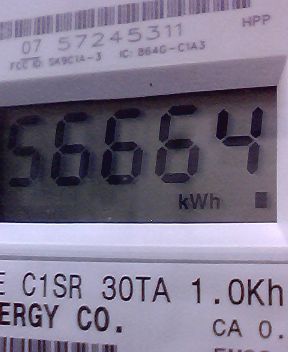 HPP
07 57245311
FCC ID: SK9C1A-3 IC: 864G-C1A3
56664
kWh
E C1SR 30TA 1.0Kh
ERGY CO.
CA 0.